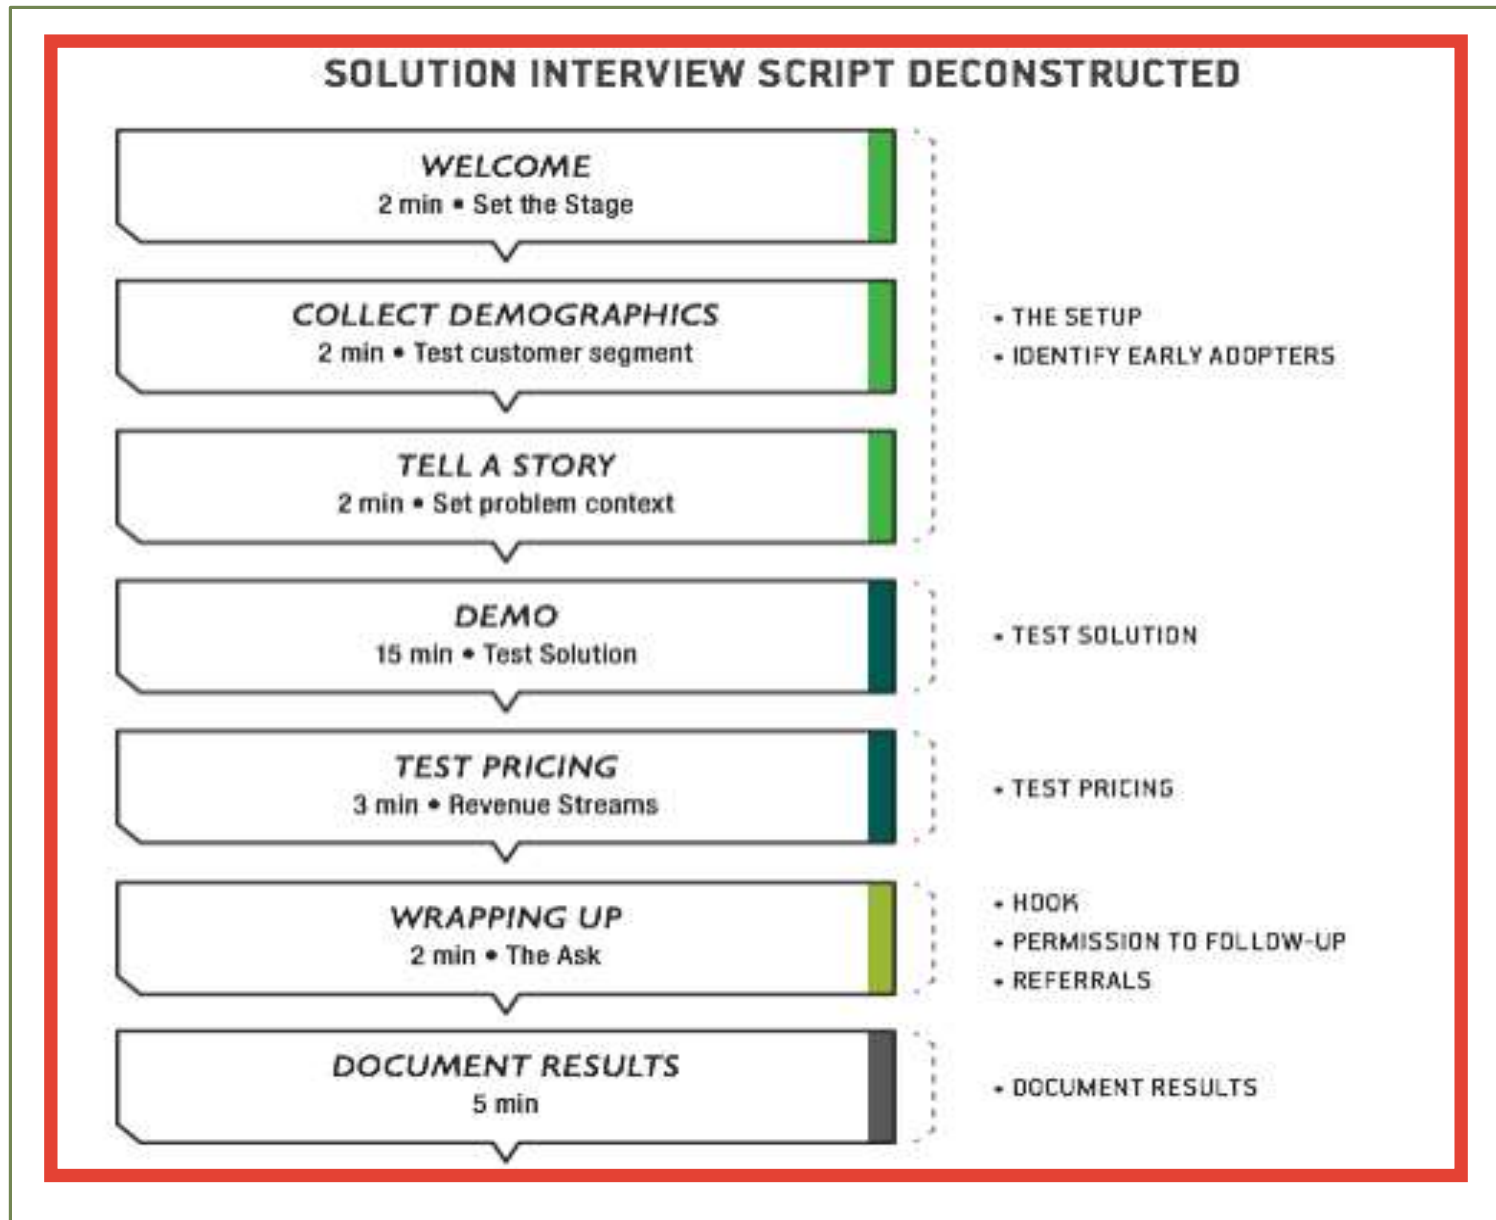 SOLUTION INTERVIEW SCRIPT DECONSTRUCTED
WELCOME
2 min • Set the Stage
COLLECT DEMOGRAPHICS
2 min • Test customer segment
• THE SETUP
• IDENTIFY EARLY ADOPTERS
TELL A STORY
2 min • Set problem context
DEMO
15 min • Test Solution
• TEST SOLUTION
TEST PRICING
3 min • Revenue Streams
• TEST PRICING
WRAPPING UP
2 min • The Ask
• HOOK
• PERMISSION TO FOLLOW-UP
• REFERRALS
DOCUMENT RESULTS
5 min
• DOCUMENT RESULTS